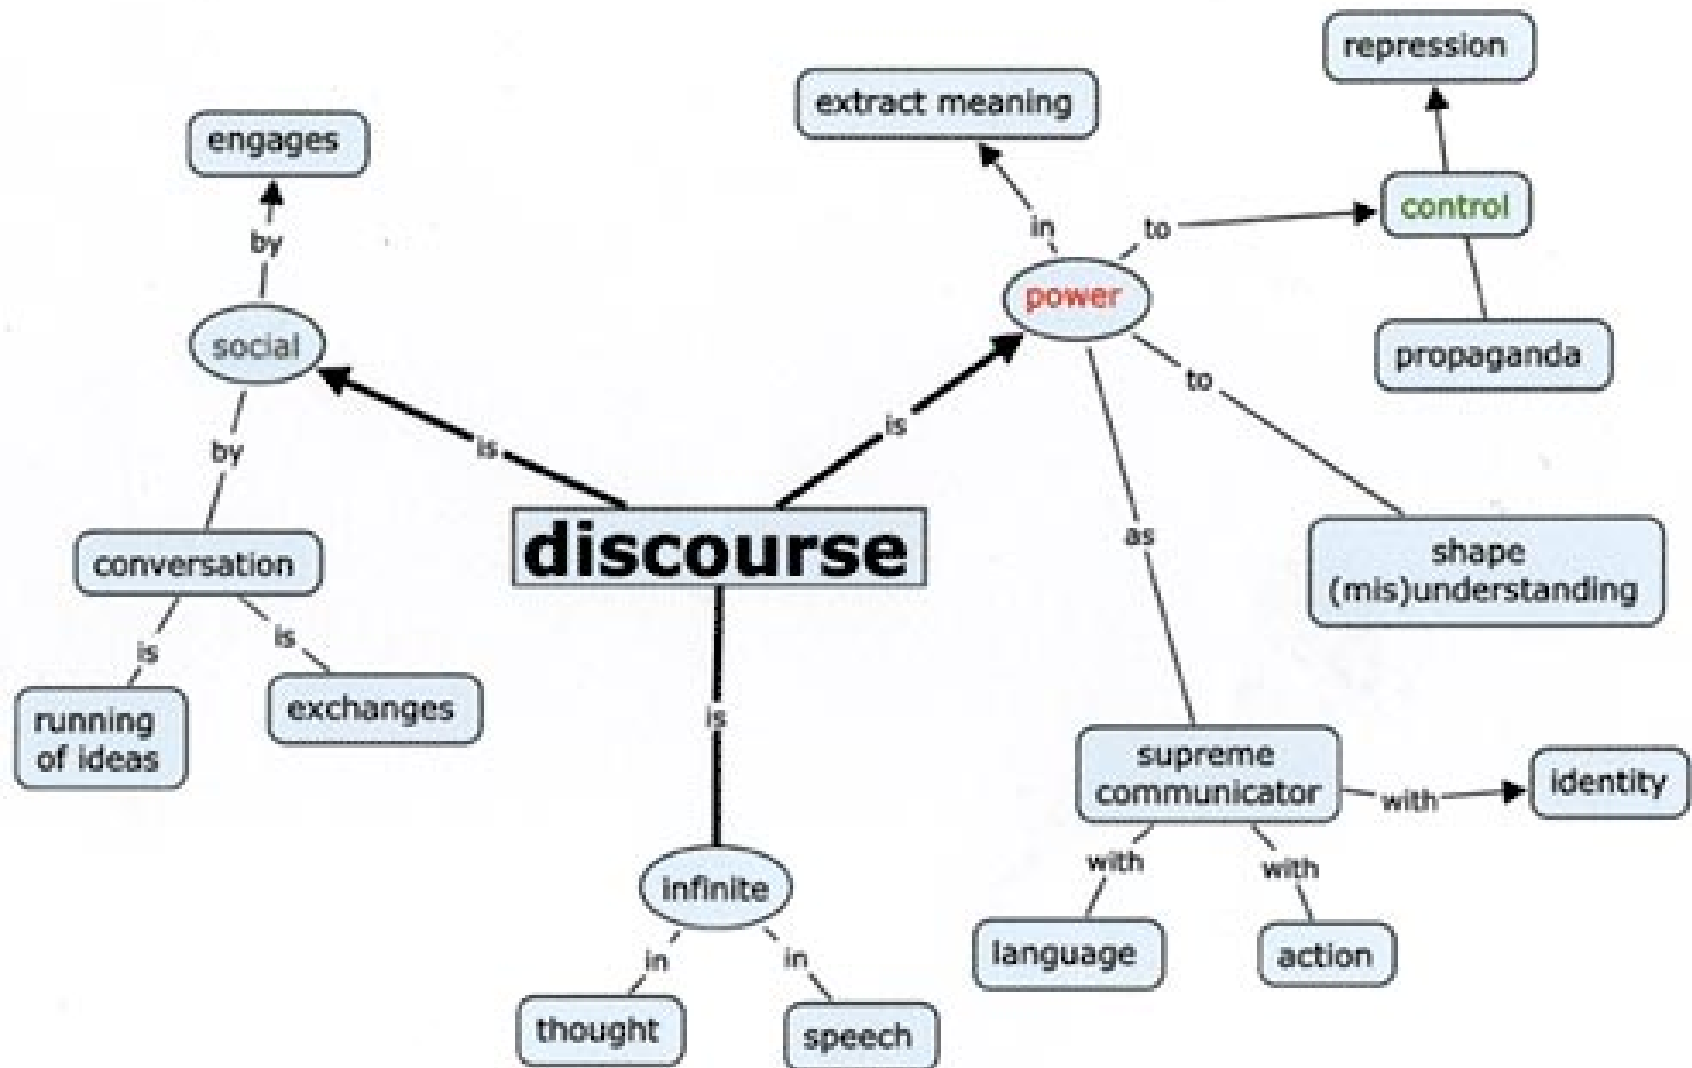 repression
extract meaning
engages
control
in
to
by
power
social
propaganda
to
is
is
by
discourse
as
shape
(mis)understanding
conversation
is
is
running
of ideas
exchanges
is
supreme
communicator
with
identity
with
with
infinite
language
action
in
in
thought
speech